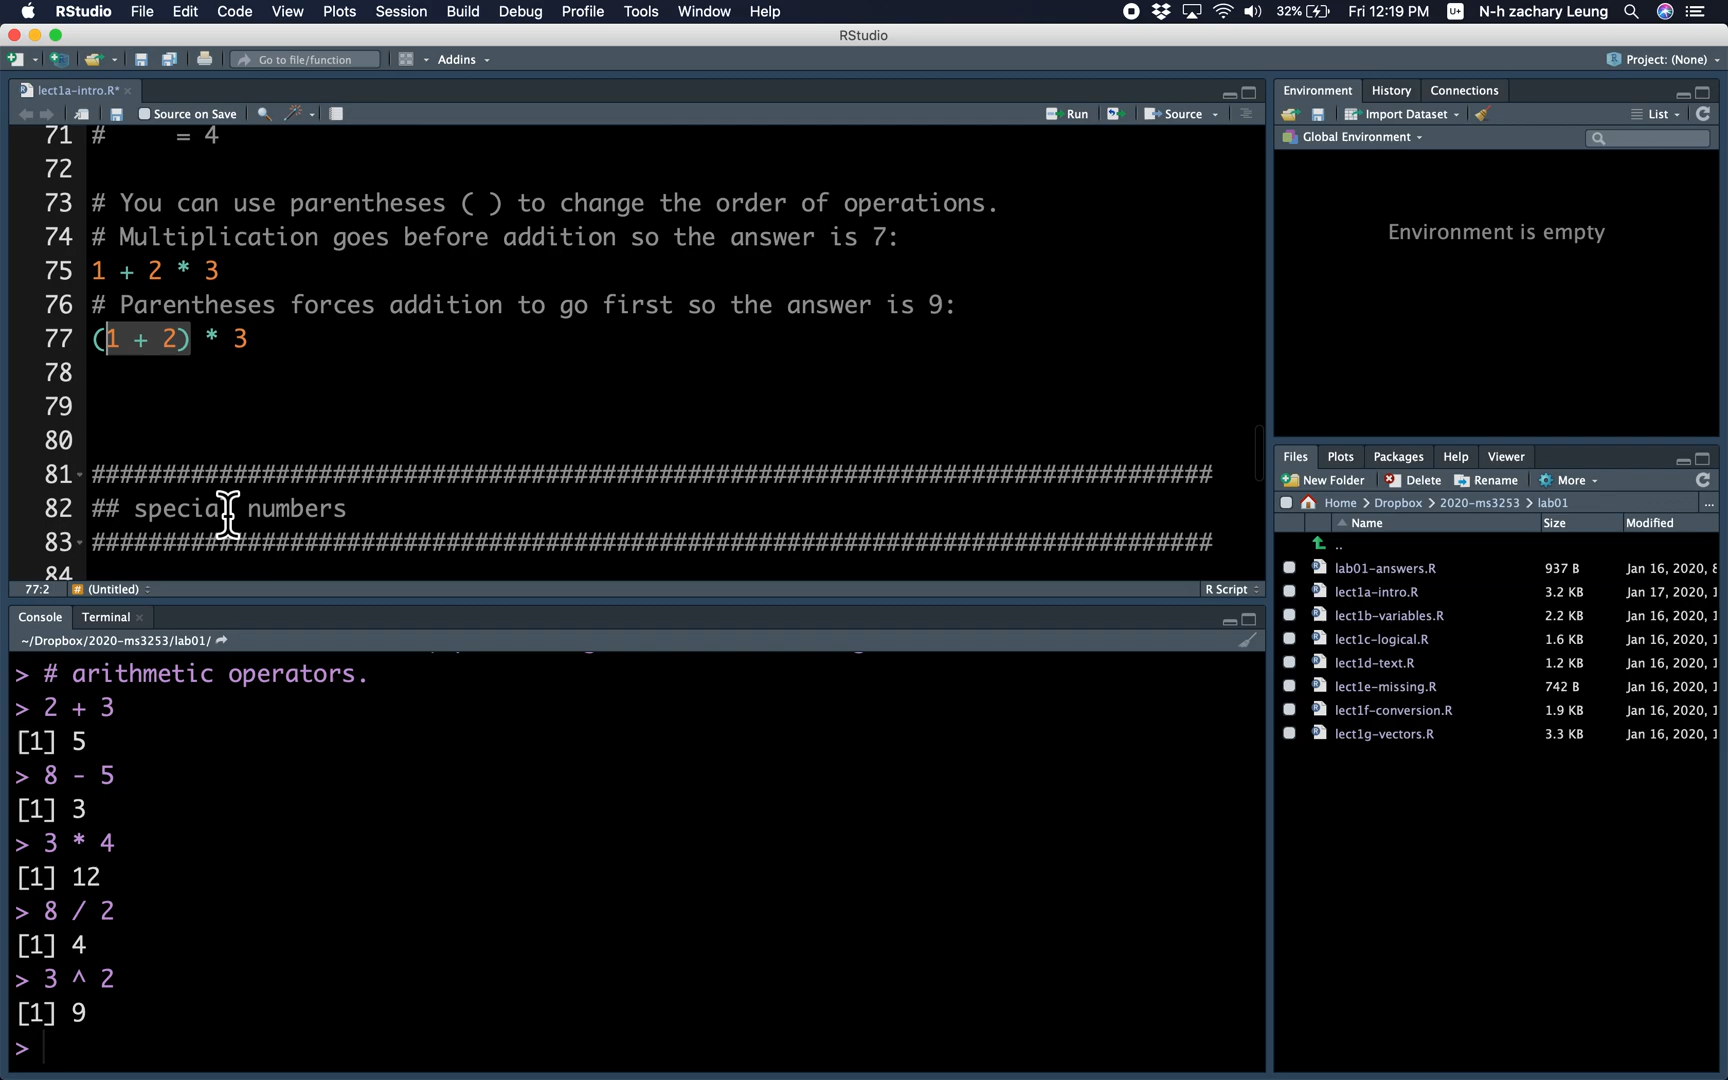 RStudio File Edit Code View Plots Session Build Debug Profile Tools Window Help 32% Fri 12:19 PM U+ N-h zachary Leung
RStudio
Go to file/function Addins Project: (None)
lect1a-intro.R*
Source on Save Run Source
71 #     = 4
72
73 # You can use parentheses ( ) to change the order of operations.
74 # Multiplication goes before addition so the answer is 7:
75 1 + 2 * 3
76 # Parentheses forces addition to go first so the answer is 9:
77 (1 + 2) * 3
78
79
80
81 ###############################################################################
82 ## special numbers
83 ###############################################################################
84
77:2 # (Untitled) R Script
Console Terminal
~/Dropbox/2020-ms3253/lab01/
> # arithmetic operators.
> 2 + 3
[1] 5
> 8 - 5
[1] 3
> 3 * 4
[1] 12
> 8 / 2
[1] 4
> 3 ^ 2
[1] 9
>
Environment History Connections
Import Dataset List
Global Environment
Environment is empty
Files Plots Packages Help Viewer
New Folder Delete Rename More
Home > Dropbox > 2020-ms3253 > lab01 ...
Name Size Modified
..
lab01-answers.R 937 B Jan 16, 2020,
lect1a-intro.R 3.2 KB Jan 17, 2020, 1
lect1b-variables.R 2.2 KB Jan 16, 2020, 1
lect1c-logical.R 1.6 KB Jan 16, 2020, 1
lect1d-text.R 1.2 KB Jan 16, 2020, 1
lect1e-missing.R 742 B Jan 16, 2020, 1
lect1f-conversion.R 1.9 KB Jan 16, 2020, 1
lect1g-vectors.R 3.3 KB Jan 16, 2020, 1